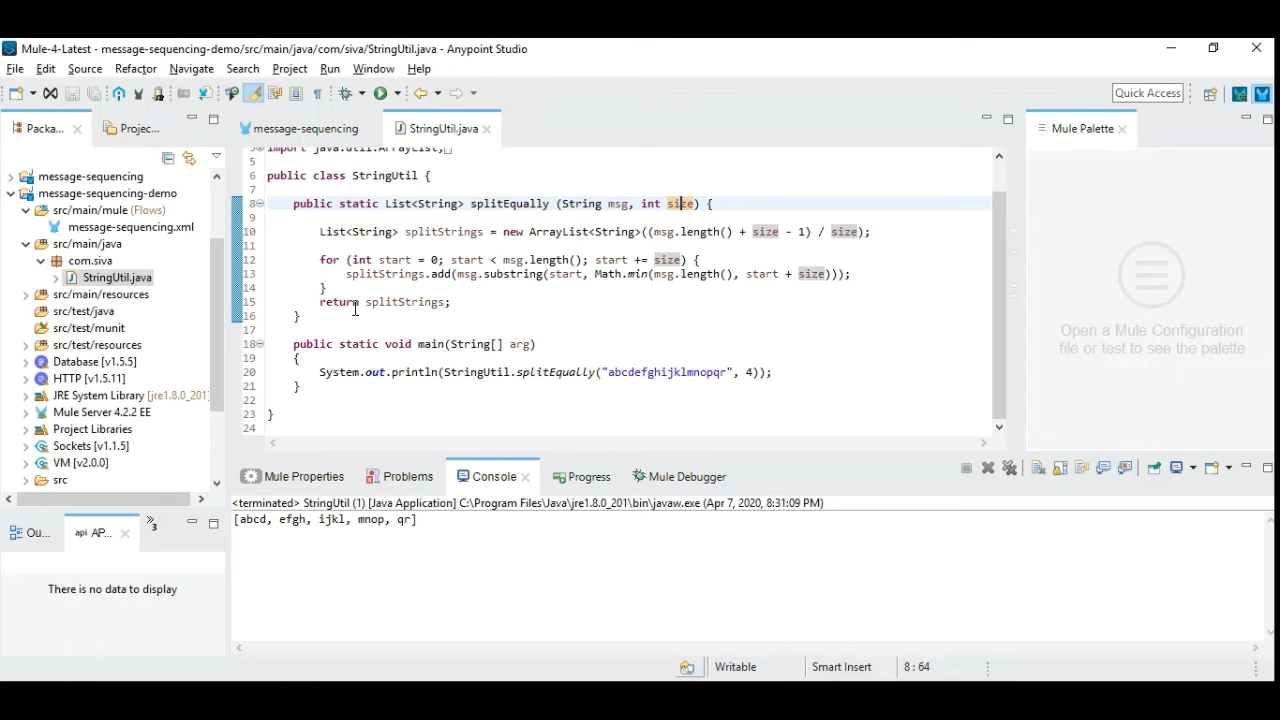 Mule-4-Latest - message-sequencing-demo/src/main/java/com/siva/StringUtil.java - Anypoint Studio
File Edit Source Refactor Navigate Search Project Run Window Help
Quick Access
Packa...
Projec...
message-sequencing
message-sequencing-demo
src/main/mule (Flows)
message-sequencing.xml
src/main/java
com.siva
StringUtil.java
src/main/resources
src/test/java
src/test/munit
src/test/resources
Database [v1.5.5]
HTTP [v1.5.11]
JRE System Library [jre1.8.0_201]
Mule Server 4.2.2 EE
Project Libraries
Sockets [v1.1.5]
VM [v2.0.0]
src
message-sequencing
StringUtil.java
import java.util.ArrayList;
5
6 public class StringUtil {
7
8 public static List<String> splitEqually (String msg, int size) {
9
10 List<String> splitStrings = new ArrayList<String>((msg.length() + size - 1) / size);
11
12 for (int start = 0; start < msg.length(); start += size) {
13 splitStrings.add(msg.substring(start, Math.min(msg.length(), start + size)));
14 }
15 return splitStrings;
16 }
17
18 public static void main(String[] arg)
19 {
20 System.out.println(StringUtil.splitEqually("abcdefghijklmnopqr", 4));
21 }
22
23 }
24
Mule Palette
Open a Mule Configuration
file or test to see the palette
Ou...
api AP...
3
There is no data to display
Mule Properties
Problems
Console
Progress
Mule Debugger
<terminated> StringUtil (1) [Java Application] C:\Program Files\Java\jre1.8.0_201\bin\javaw.exe (Apr 7, 2020, 8:31:09 PM)
[abcd, efgh, ijkl, mnop, qr]
Writable
Smart Insert
8 : 64